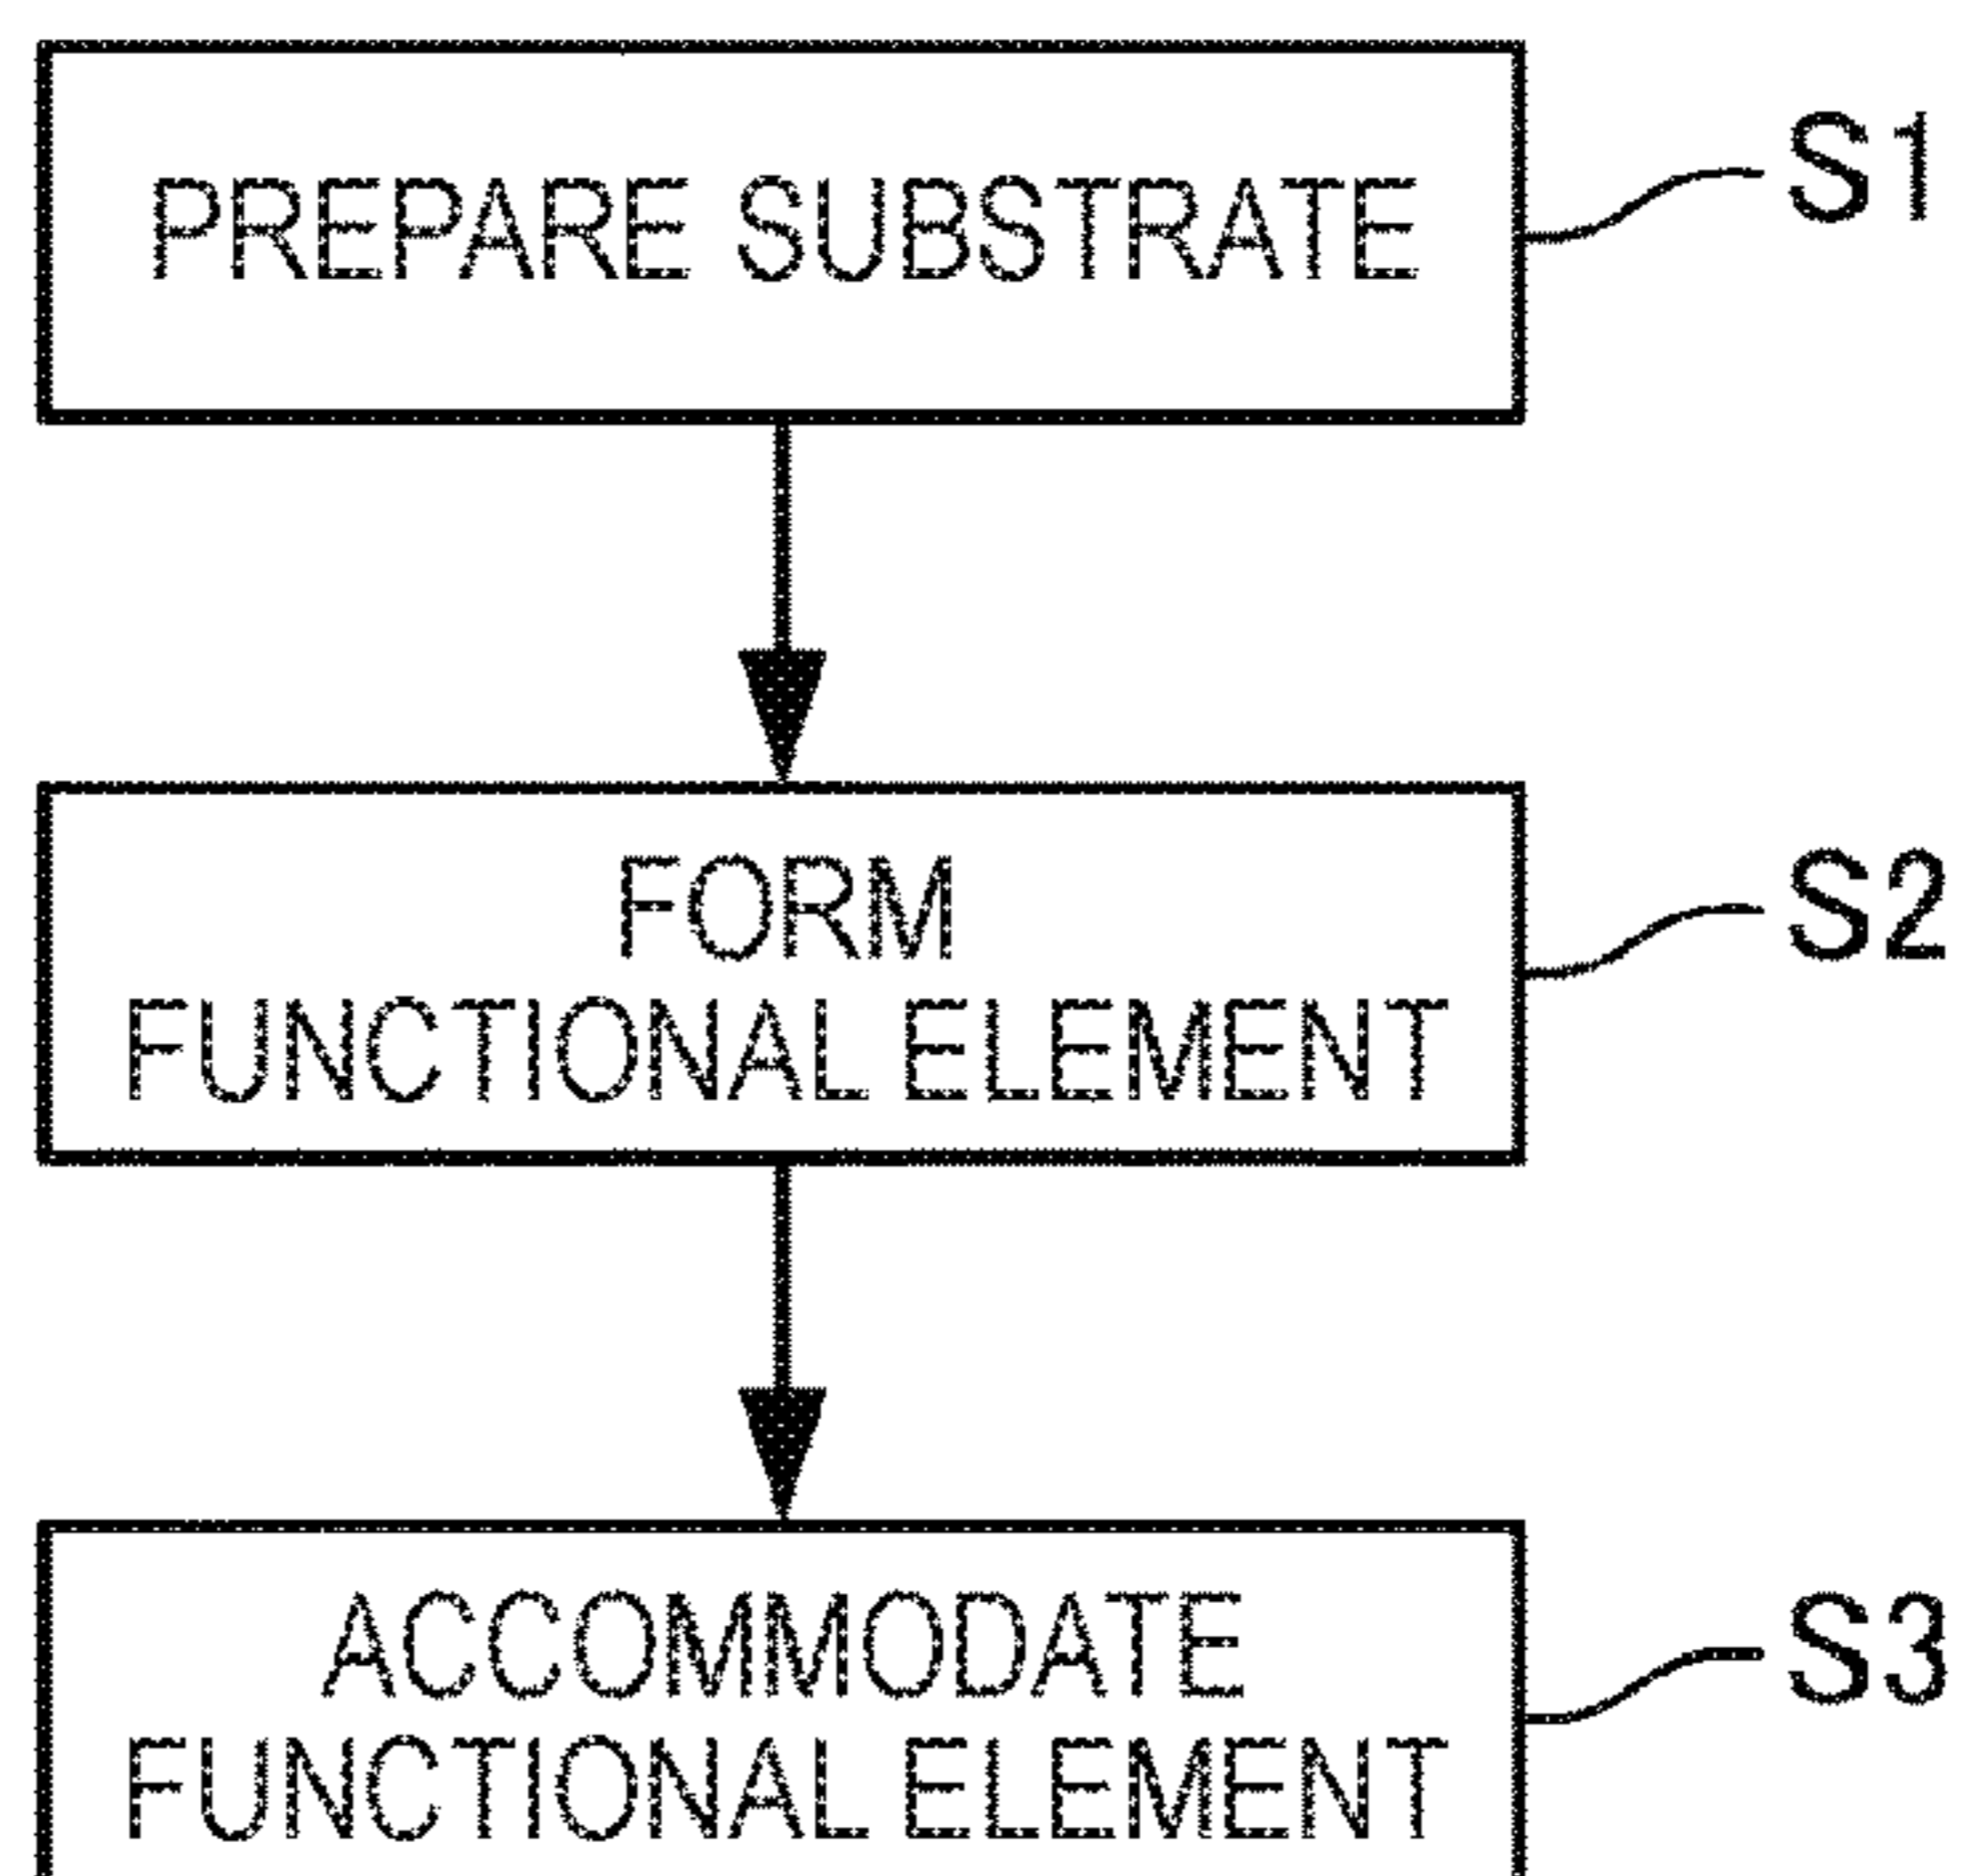 PREPARE SUBSTRATE
S1
FORM
FUNCTIONAL ELEMENT
S2
ACCOMMODATE
FUNCTIONAL ELEMENT
S3